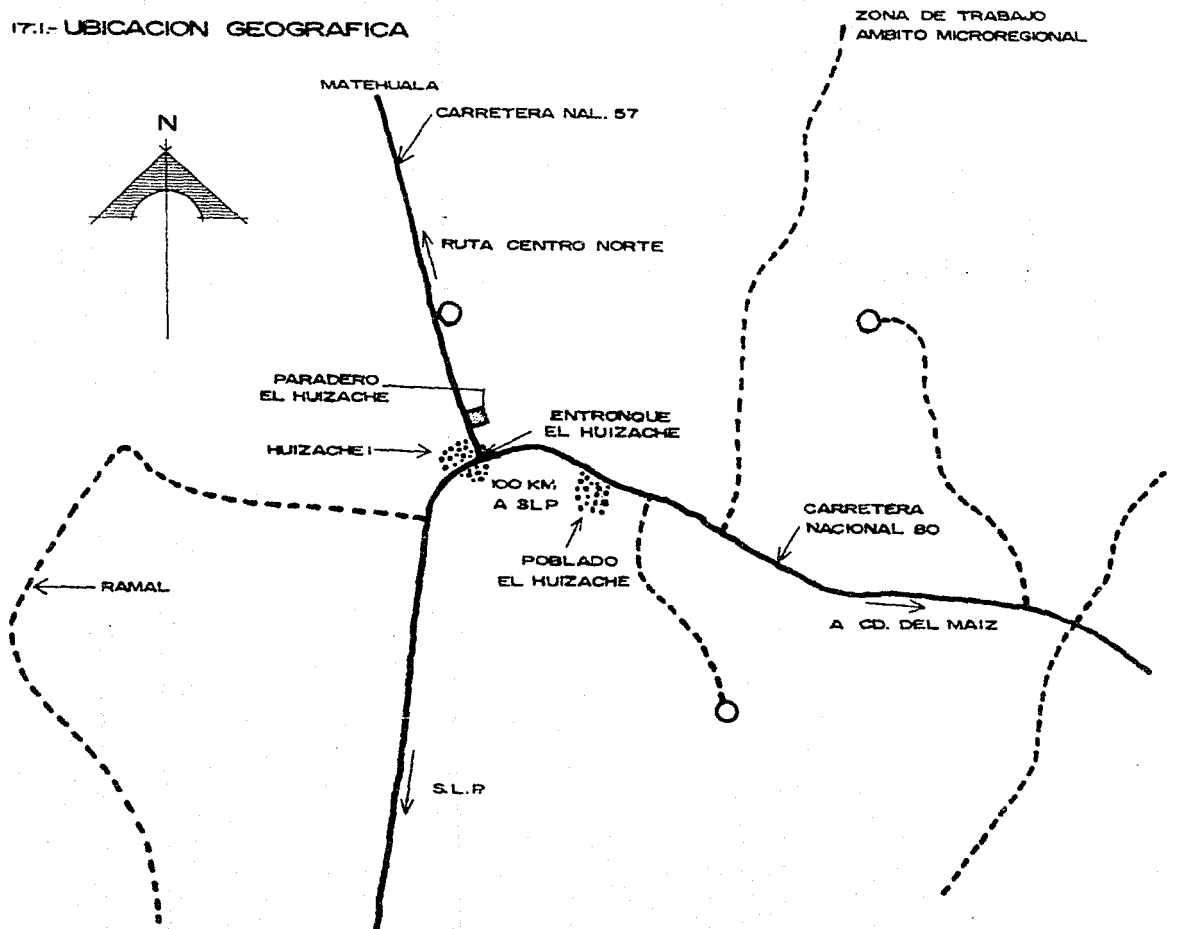 17.1.- UBICACION GEOGRAFICA
ZONA DE TRABAJO
AMBITO MICROREGIONAL
MATEHUALA
CARRETERA NAL. 57
N
RUTA CENTRO NORTE
PARADERO
EL HUIZACHE
ENTRONQUE
EL HUIZACHE
HUIZACHE I
100 KM
A SLP
CARRETERA
NACIONAL 80
POBLADO
EL HUIZACHE
RAMAL
A CD. DEL MAIZ
S.L.P.